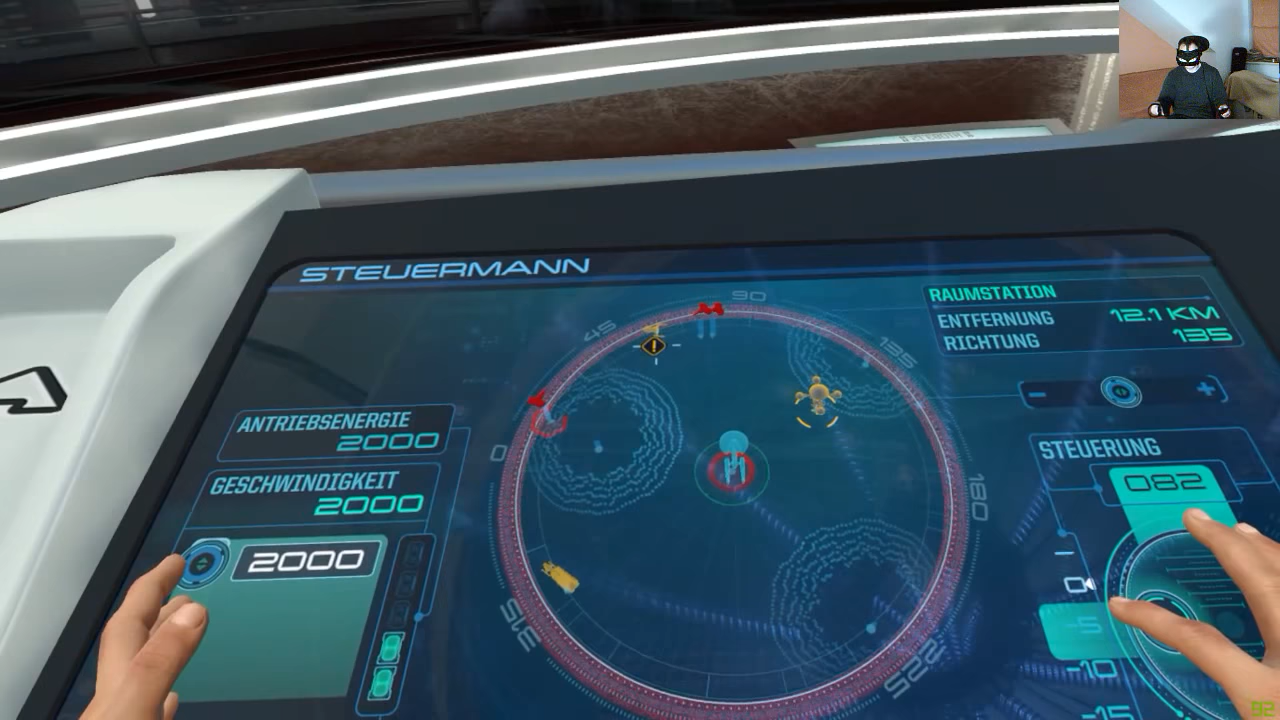 STEUERMANN
RAUMSTATION
ENTFERNUNG 12.1 KM
RICHTUNG 135
ANTRIEBSENERGIE
2000
GESCHWINDIGKEIT
2000
2000
STEUERUNG
082
-5
-10
-15
0
45
90
135
180
225
315
92